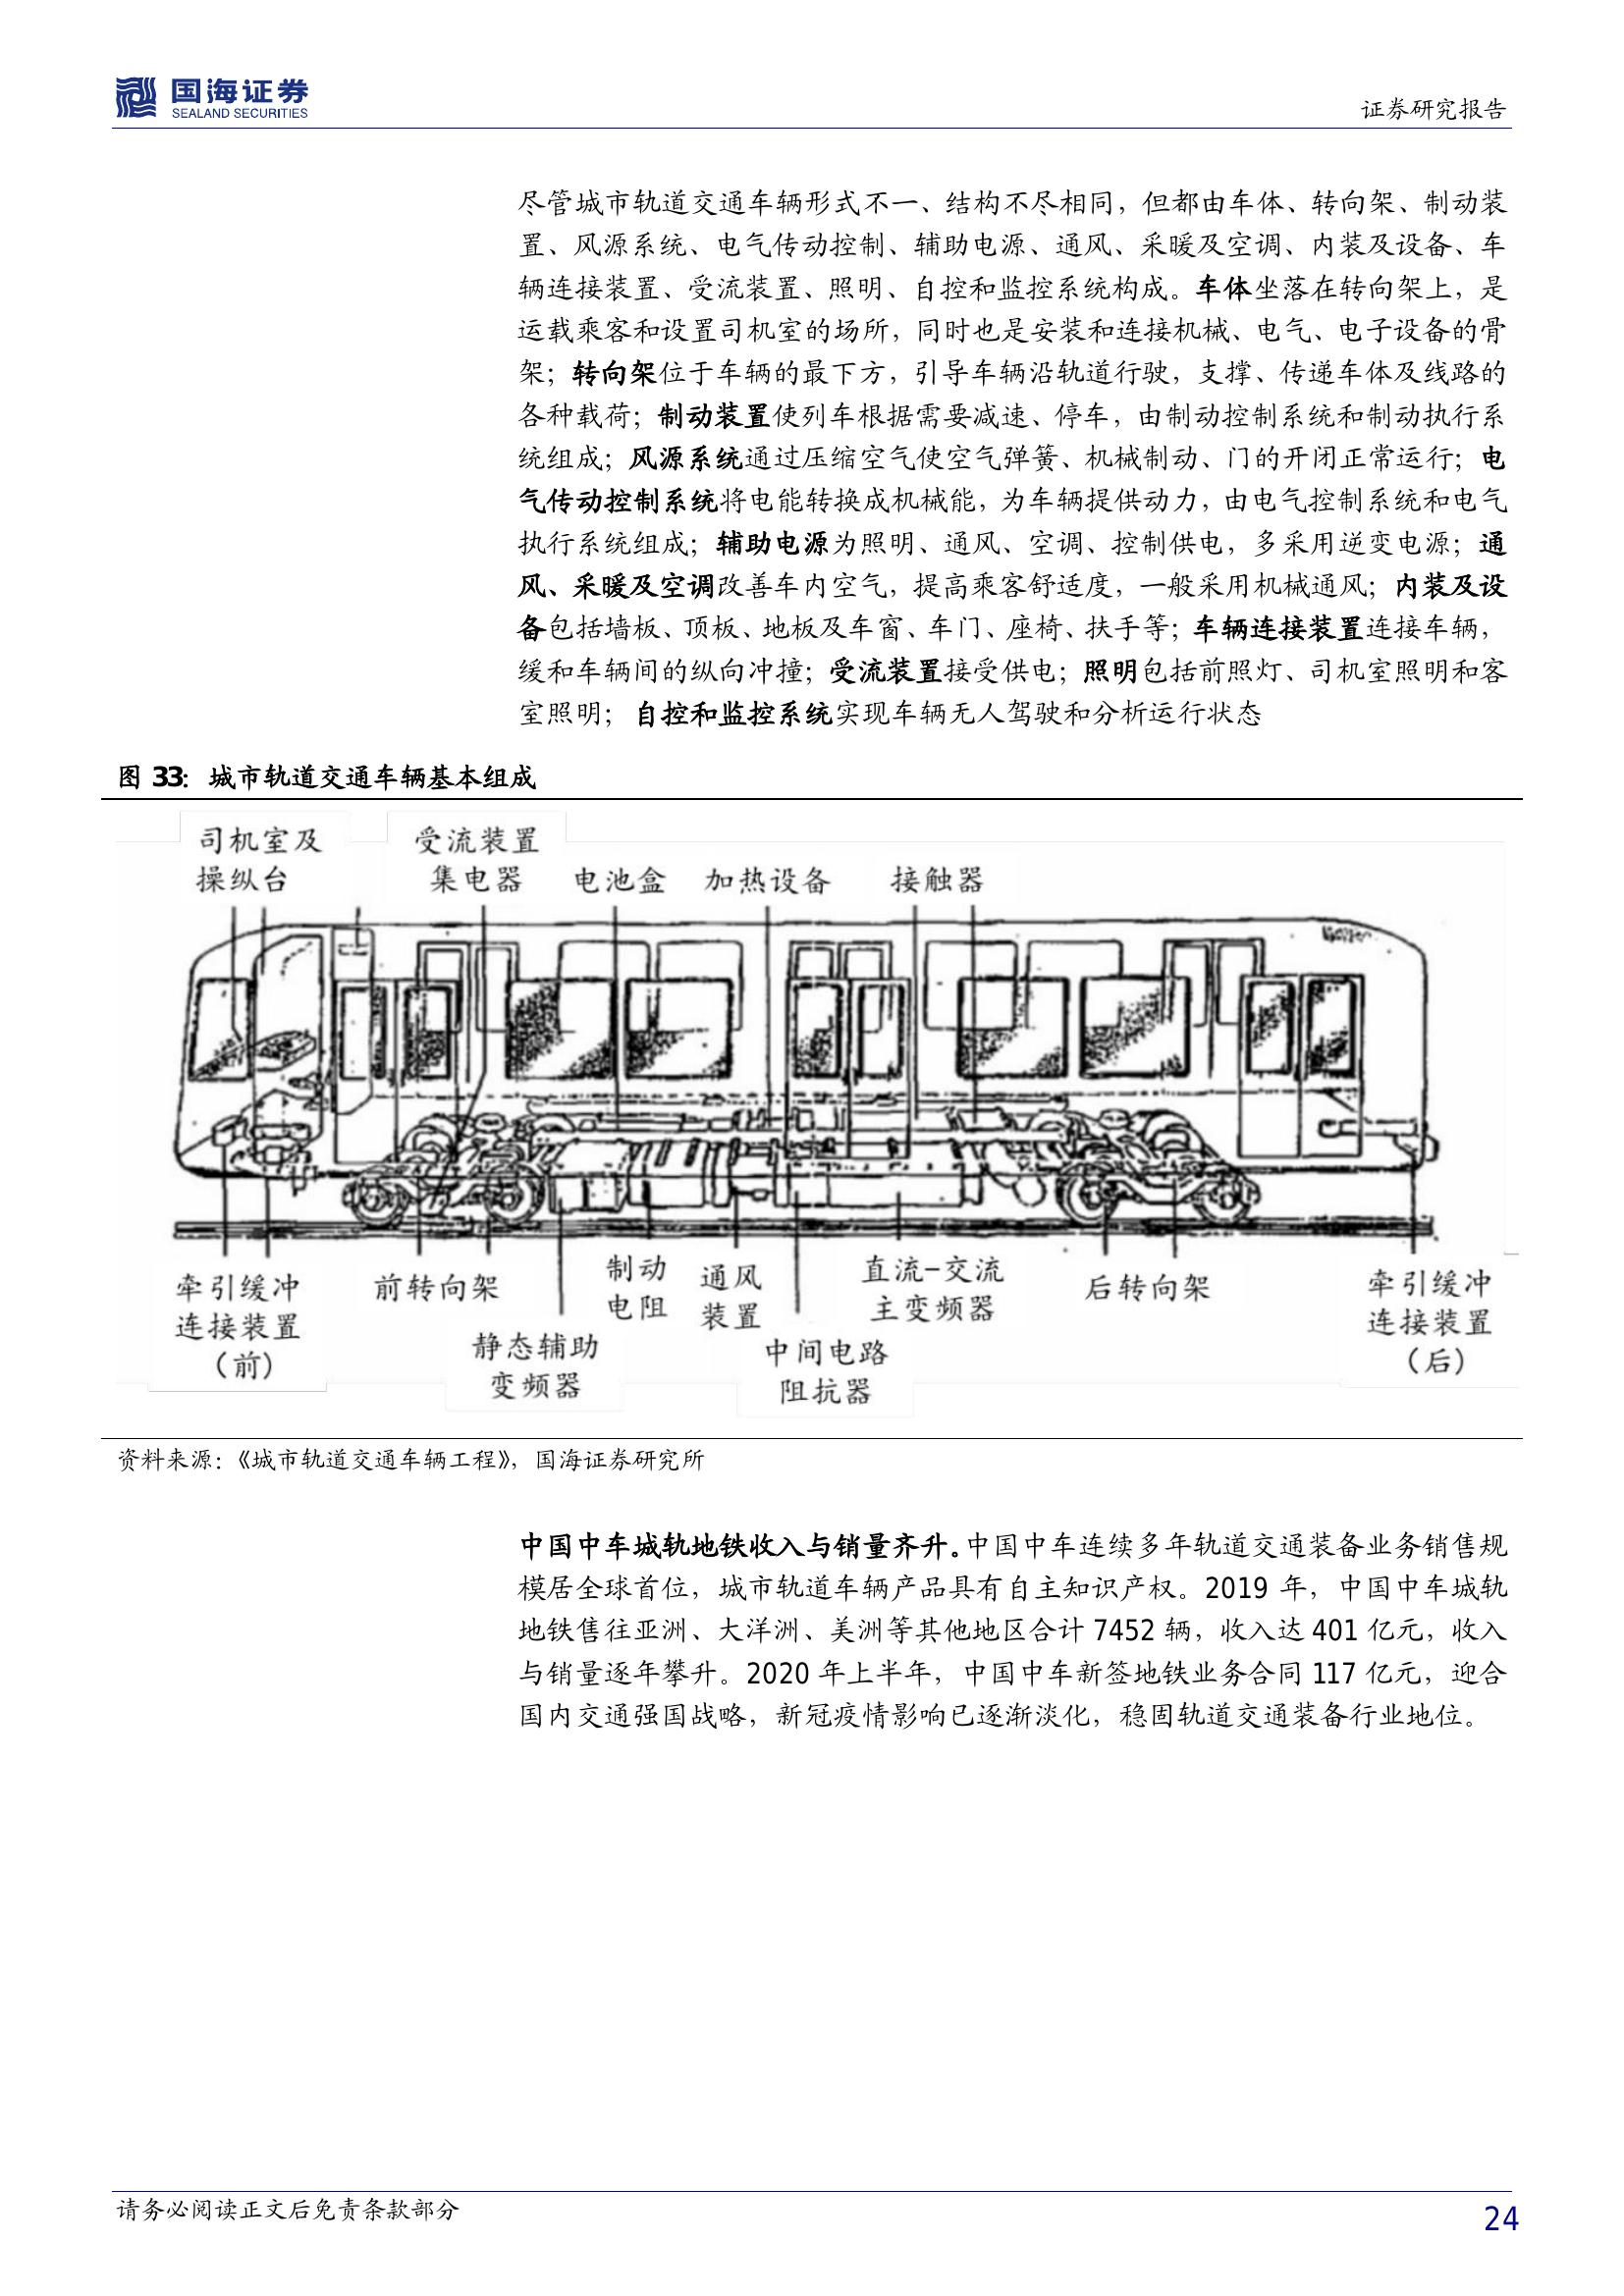 国海证券
SEALAND SECURITIES
证券研究报告
尽管城市轨道交通车辆形式不一、结构不尽相同，但都由车体、转向架、制动装
置、风源系统、电气传动控制、辅助电源、通风、采暖及空调、内装及设备、车
辆连接装置、受流装置、照明、自控和监控系统构成。车体坐落在转向架上，是
运载乘客和设置司机室的场所，同时也是安装和连接机械、电气、电子设备的骨
架；转向架位于车辆的最下方，引导车辆沿轨道行驶，支撑、传递车体及线路的
各种载荷；制动装置使列车根据需要减速、停车，由制动控制系统和制动执行系
统组成；风源系统通过压缩空气使空气弹簧、机械制动、门的开闭正常运行；电
气传动控制系统将电能转换成机械能，为车辆提供动力，由电气控制系统和电气
执行系统组成；辅助电源为照明、通风、空调、控制供电，多采用逆变电源；通
风、采暖及空调改善车内空气，提高乘客舒适度，一般采用机械通风；内装及设
备包括墙板、顶板、地板及车窗、车门、座椅、扶手等；车辆连接装置连接车辆，
缓和车辆间的纵向冲撞；受流装置接受供电；照明包括前照灯、司机室照明和客
室照明；自控和监控系统实现车辆无人驾驶和分析运行状态
图 33：城市轨道交通车辆基本组成
司机室及
操纵台
受流装置
集电器
电池盒
加热设备
接触器
牵引缓冲
连接装置
（前）
前转向架
静态辅助
变频器
制动
电阻
通风
装置
中间电路
阻抗器
直流-交流
主变频器
后转向架
牵引缓冲
连接装置
（后）
资料来源：《城市轨道交通车辆工程》，国海证券研究所
中国中车城轨地铁收入与销量齐升。中国中车连续多年轨道交通装备业务销售规
模居全球首位，城市轨道车辆产品具有自主知识产权。2019 年，中国中车城轨
地铁售往亚洲、大洋洲、美洲等其他地区合计 7452 辆，收入达 401 亿元，收入
与销量逐年攀升。2020 年上半年，中国中车新签地铁业务合同 117 亿元，迎合
国内交通强国战略，新冠疫情影响已逐渐淡化，稳固轨道交通装备行业地位。
请务必阅读正文后免责条款部分
24